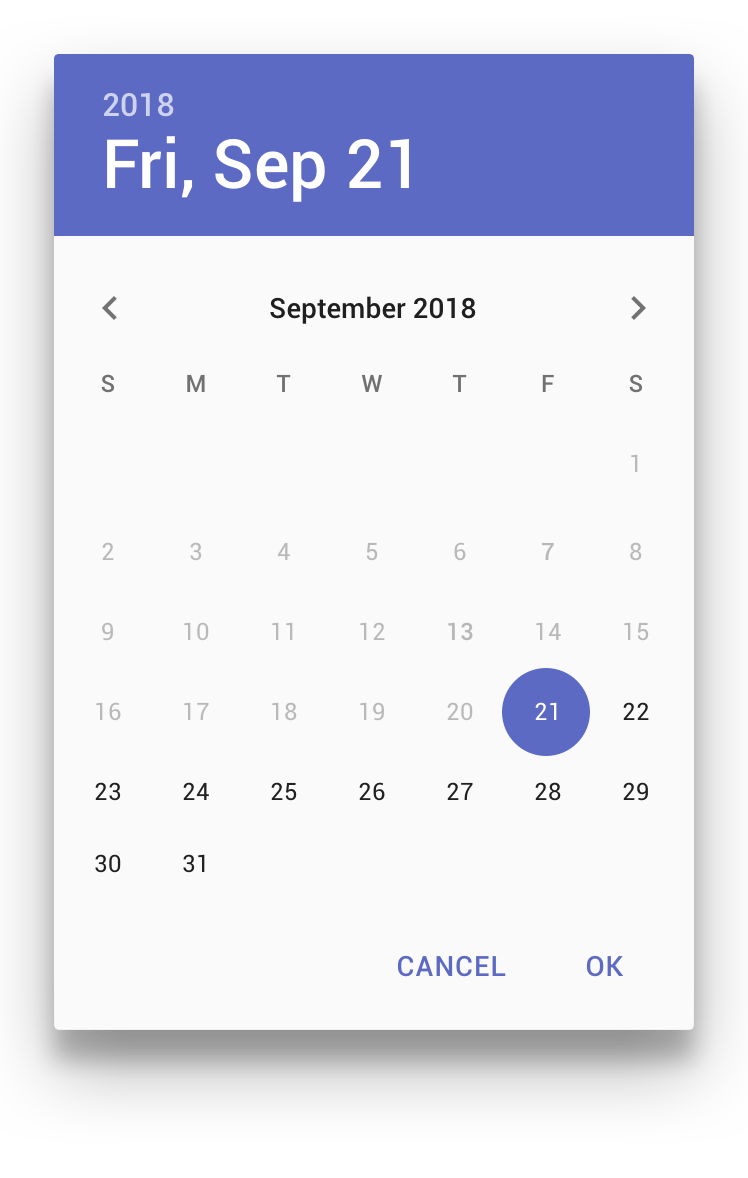 2018
Fri, Sep 21
September 2018
S M T W T F S
1
2 3 4 5 6 7 8
9 10 11 12 13 14 15
16 17 18 19 20 21 22
23 24 25 26 27 28 29
30 31
CANCEL OK